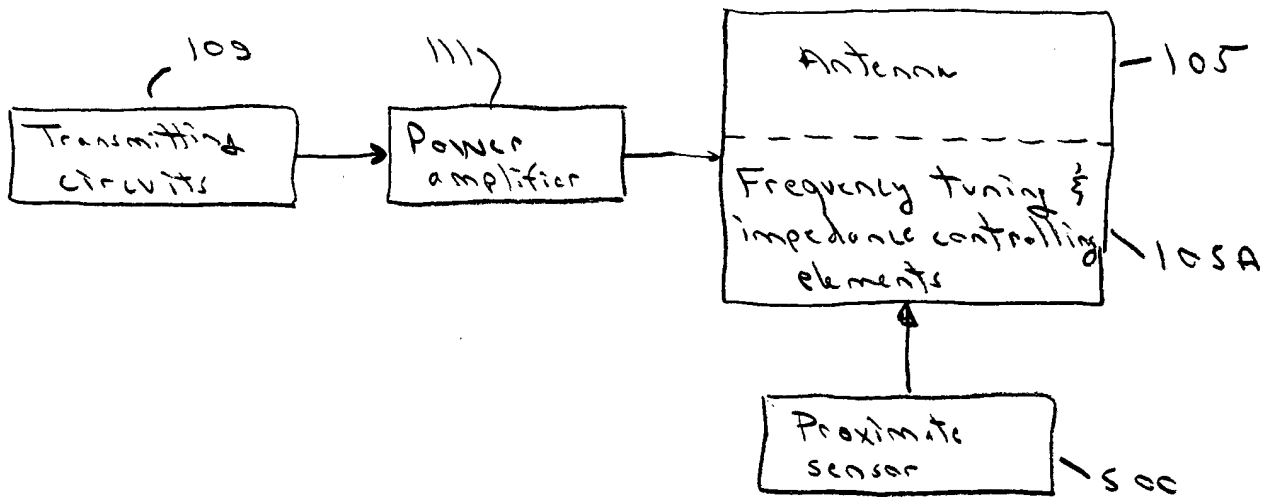 109
111
Antenna
105
Transmitting
circuits
Power
amplifier
Frequency tuning &
impedance controlling
elements
105A
Proximate
sensor
500